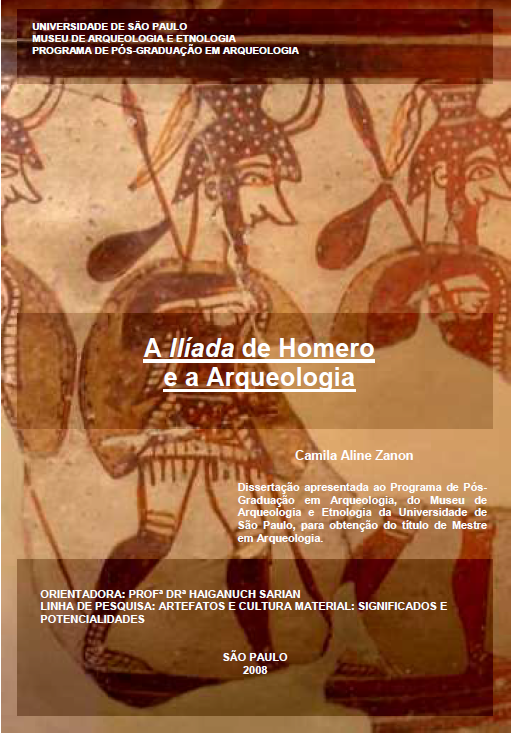 UNIVERSIDADE DE SÃO PAULO
MUSEU DE ARQUEOLOGIA E ETNOLOGIA
PROGRAMA DE PÓS-GRADUAÇÃO EM ARQUEOLOGIA
A Ilíada de Homero
e a Arqueologia
Camila Aline Zanon
Dissertação apresentada ao Programa de Pós-
Graduação em Arqueologia, do Museu de
Arqueologia e Etnologia da Universidade de
São Paulo, para obtenção do título de Mestre
em Arqueologia.
ORIENTADORA: PROFª DRª HAIGANUCH SARIAN
LINHA DE PESQUISA: ARTEFATOS E CULTURA MATERIAL: SIGNIFICADOS E
POTENCIALIDADES
SÃO PAULO
2008